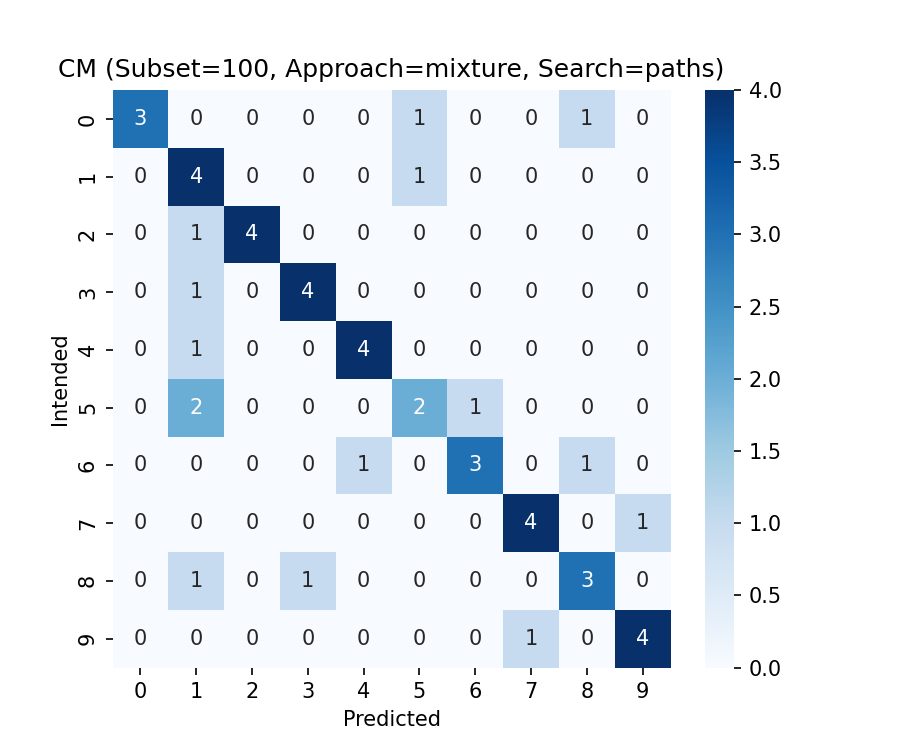 CM (Subset=100, Approach=mixture, Search=paths)
0 3 0 0 0 0 1 0 0 1 0
1 0 4 0 0 0 1 0 0 0 0
2 0 1 4 0 0 0 0 0 0 0
3 0 1 0 4 0 0 0 0 0 0
4 0 1 0 0 4 0 0 0 0 0
5 0 2 0 0 0 2 1 0 0 0
6 0 0 0 0 1 0 3 0 1 0
7 0 0 0 0 0 0 0 4 0 1
8 0 1 0 1 0 0 0 0 3 0
9 0 0 0 0 0 0 0 1 0 4
0 1 2 3 4 5 6 7 8 9
Predicted
Intended
4.0
3.5
3.0
2.5
2.0
1.5
1.0
0.5
0.0